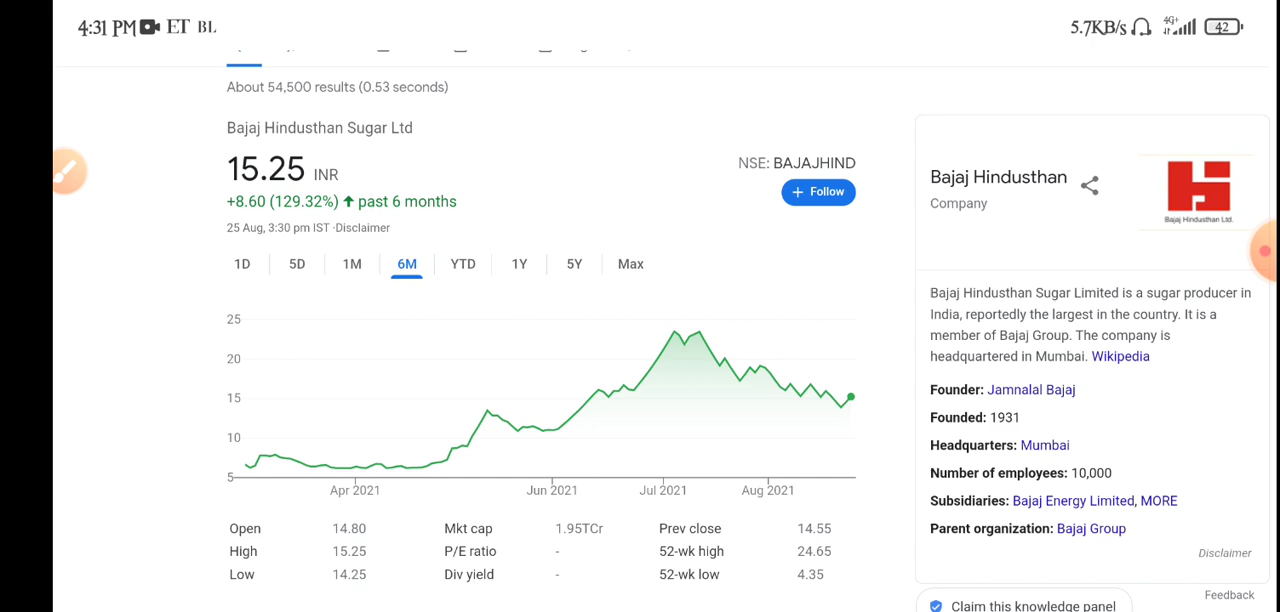 4:31 PM ET BL
5.7KB/s 4G+ 42
About 54,500 results (0.53 seconds)
Bajaj Hindusthan Sugar Ltd
15.25 INR
NSE: BAJAJHIND
+ Follow
+8.60 (129.32%) ↑ past 6 months
25 Aug, 3:30 pm IST ·Disclaimer
1D 5D 1M 6M YTD 1Y 5Y Max
25
20
15
10
5
Apr 2021 Jun 2021 Jul 2021 Aug 2021
Open 14.80 Mkt cap 1.95TCr Prev close 14.55
High 15.25 P/E ratio - 52-wk high 24.65
Low 14.25 Div yield - 52-wk low 4.35
Bajaj Hindusthan
Company
Bajaj Hindusthan Ltd.
Bajaj Hindusthan Sugar Limited is a sugar producer in
India, reportedly the largest in the country. It is a
member of Bajaj Group. The company is
headquartered in Mumbai. Wikipedia
Founder: Jamnalal Bajaj
Founded: 1931
Headquarters: Mumbai
Number of employees: 10,000
Subsidiaries: Bajaj Energy Limited, MORE
Parent organization: Bajaj Group
Disclaimer
Feedback
Claim this knowledge panel